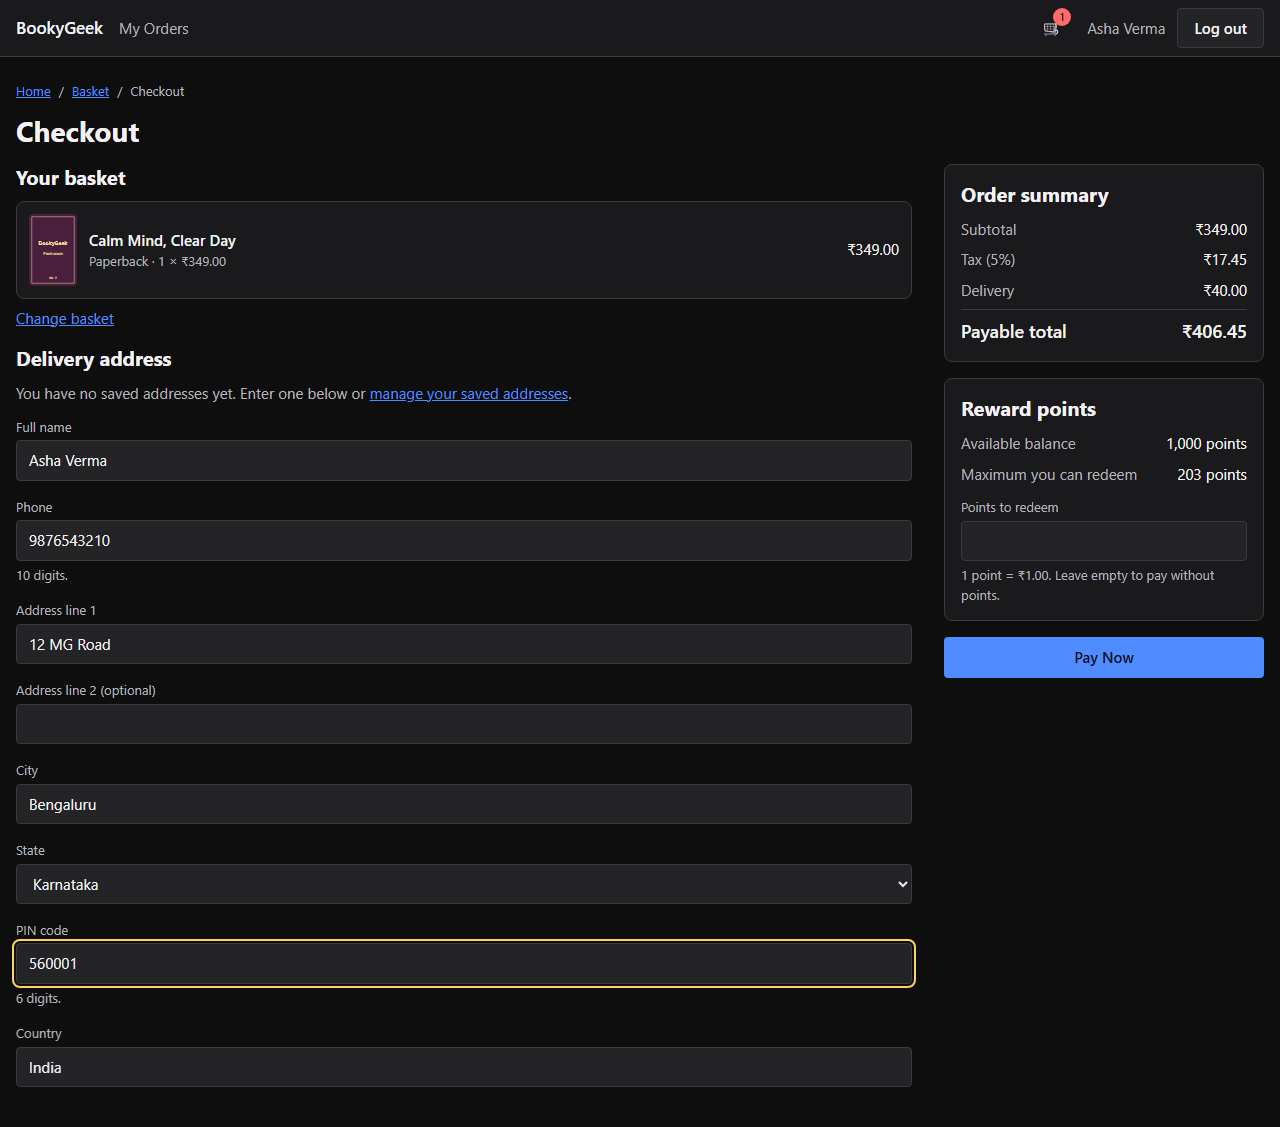 BookyGeek My Orders 1 Asha Verma Log out
Home / Basket / Checkout
Checkout
Your basket
BookyGeek
Calm Mind, Clear Day
Paperback · 1 × ₹349.00
₹349.00
Change basket
Delivery address
You have no saved addresses yet. Enter one below or manage your saved addresses.
Full name
Asha Verma
Phone
9876543210
10 digits.
Address line 1
12 MG Road
Address line 2 (optional)
City
Bengaluru
State
Karnataka
PIN code
560001
6 digits.
Country
India
Order summary
Subtotal ₹349.00
Tax (5%) ₹17.45
Delivery ₹40.00
Payable total ₹406.45
Reward points
Available balance 1,000 points
Maximum you can redeem 203 points
Points to redeem
1 point = ₹1.00. Leave empty to pay without
points.
Pay Now